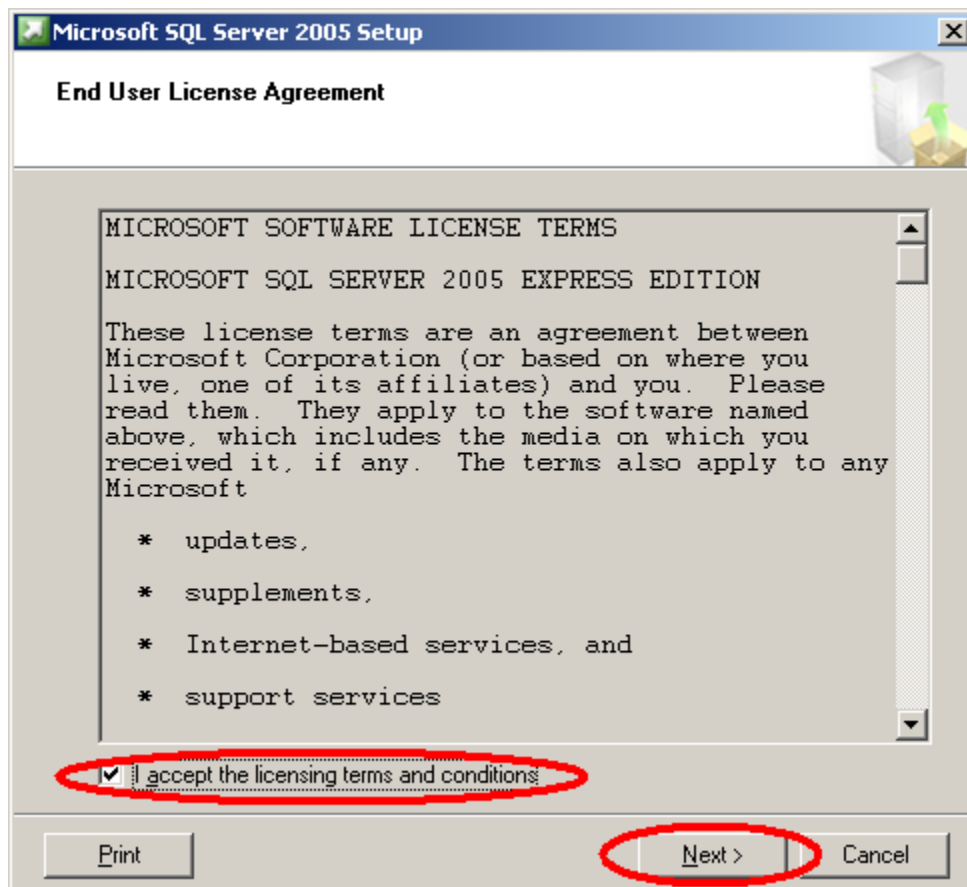 Microsoft SQL Server 2005 Setup
End User License Agreement
MICROSOFT SOFTWARE LICENSE TERMS
MICROSOFT SQL SERVER 2005 EXPRESS EDITION
These license terms are an agreement between
Microsoft Corporation (or based on where you
live, one of its affiliates) and you.  Please
read them.  They apply to the software named
above, which includes the media on which you
received it, if any.  The terms also apply to any
Microsoft
* updates,
* supplements,
* Internet-based services, and
* support services
I accept the licensing terms and conditions
Print Next > Cancel